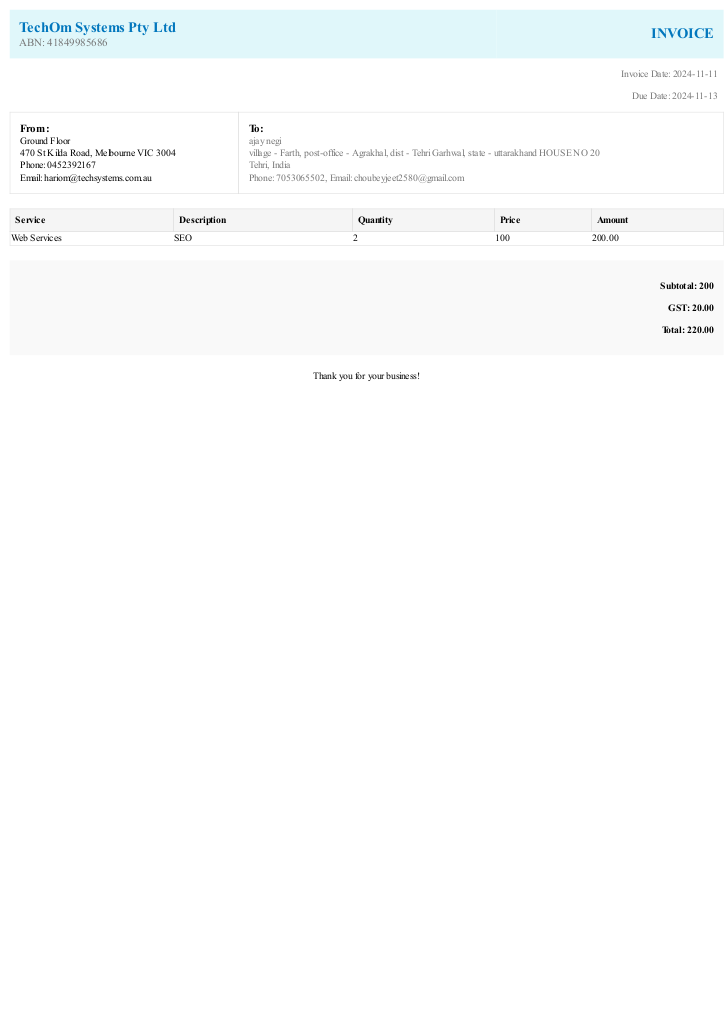 TechOm Systems Pty Ltd
ABN: 41849985686
INVOICE
Invoice Date: 2024-11-11
Due Date: 2024-11-13
From:
Ground Floor
470 St Kilda Road, Melbourne VIC 3004
Phone: 0452392167
Email: hariom@techsystems.com.au
To:
ajay negi
village - Farth, post-office - Agrakhal, dist - Tehri Garhwal, state - uttarakhand HOUSE NO 20
Tehri, India
Phone: 7053065502, Email: choubeyjeet2580@gmail.com
Service Description Quantity Price Amount
Web Services SEO 2 100 200.00
Subtotal: 200
GST: 20.00
Total: 220.00
Thank you for your business!